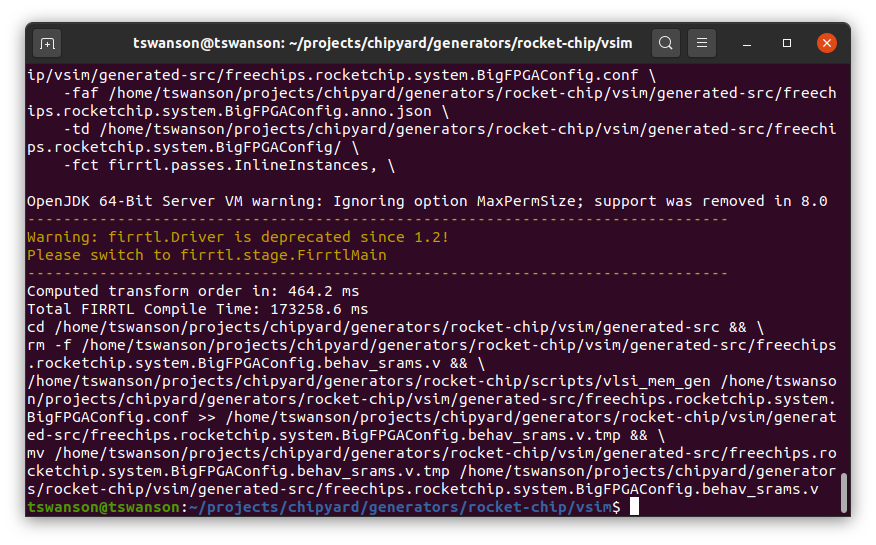 tswanson@tswanson: ~/projects/chipyard/generators/rocket-chip/vsim
ip/vsim/generated-src/freechips.rocketchip.system.BigFPGAConfig.conf \
    -faf /home/tswanson/projects/chipyard/generators/rocket-chip/vsim/generated-src/freech
ips.rocketchip.system.BigFPGAConfig.anno.json \
    -td /home/tswanson/projects/chipyard/generators/rocket-chip/vsim/generated-src/freechi
ps.rocketchip.system.BigFPGAConfig/ \
    -fct firrtl.passes.InlineInstances, \
OpenJDK 64-Bit Server VM warning: Ignoring option MaxPermSize; support was removed in 8.0
------------------------------------------------------------------------------
Warning: firrtl.Driver is deprecated since 1.2!
Please switch to firrtl.stage.FirrtlMain
------------------------------------------------------------------------------
Computed transform order in: 464.2 ms
Total FIRRTL Compile Time: 173258.6 ms
cd /home/tswanson/projects/chipyard/generators/rocket-chip/vsim/generated-src && \
rm -f /home/tswanson/projects/chipyard/generators/rocket-chip/vsim/generated-src/freechips
.rocketchip.system.BigFPGAConfig.behav_srams.v && \
/home/tswanson/projects/chipyard/generators/rocket-chip/scripts/vlsi_mem_gen /home/tswanso
n/projects/chipyard/generators/rocket-chip/vsim/generated-src/freechips.rocketchip.system.
BigFPGAConfig.conf >> /home/tswanson/projects/chipyard/generators/rocket-chip/vsim/generat
ed-src/freechips.rocketchip.system.BigFPGAConfig.behav_srams.v.tmp && \
mv /home/tswanson/projects/chipyard/generators/rocket-chip/vsim/generated-src/freechips.ro
cketchip.system.BigFPGAConfig.behav_srams.v.tmp /home/tswanson/projects/chipyard/generator
s/rocket-chip/vsim/generated-src/freechips.rocketchip.system.BigFPGAConfig.behav_srams.v
tswanson@tswanson:~/projects/chipyard/generators/rocket-chip/vsim$